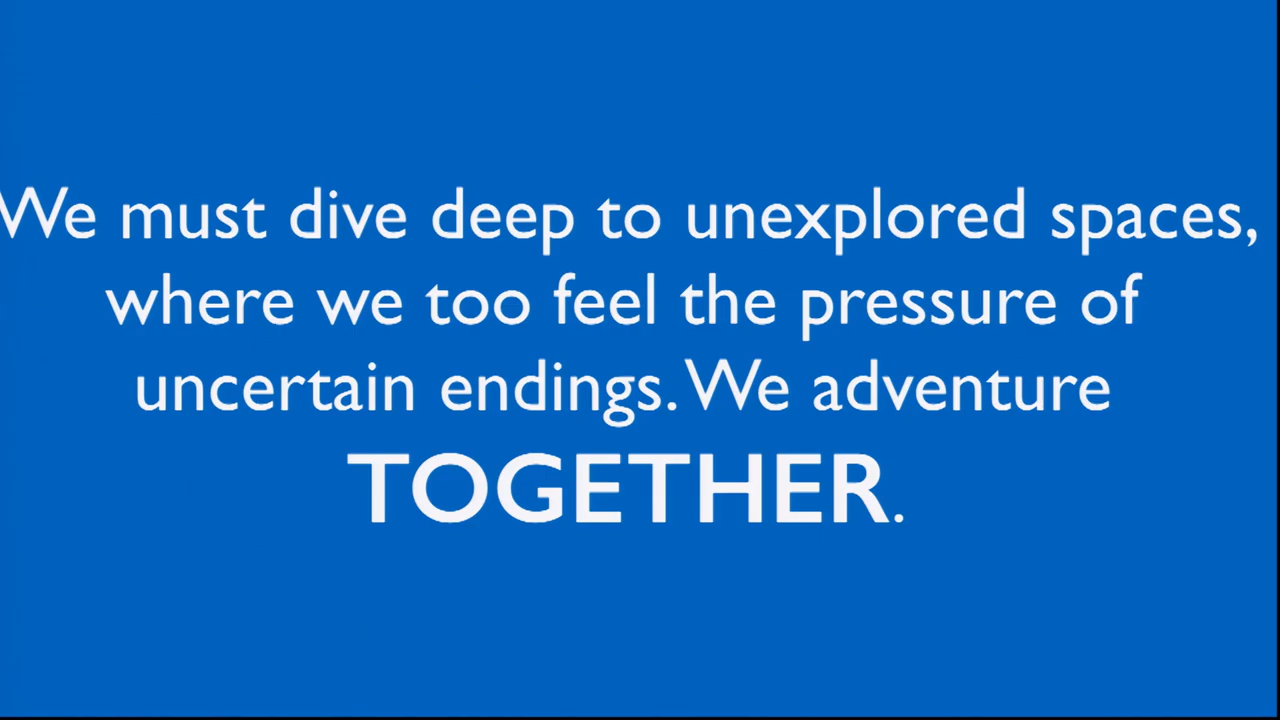 We must dive deep to unexplored spaces,
where we too feel the pressure of
uncertain endings. We adventure
TOGETHER.